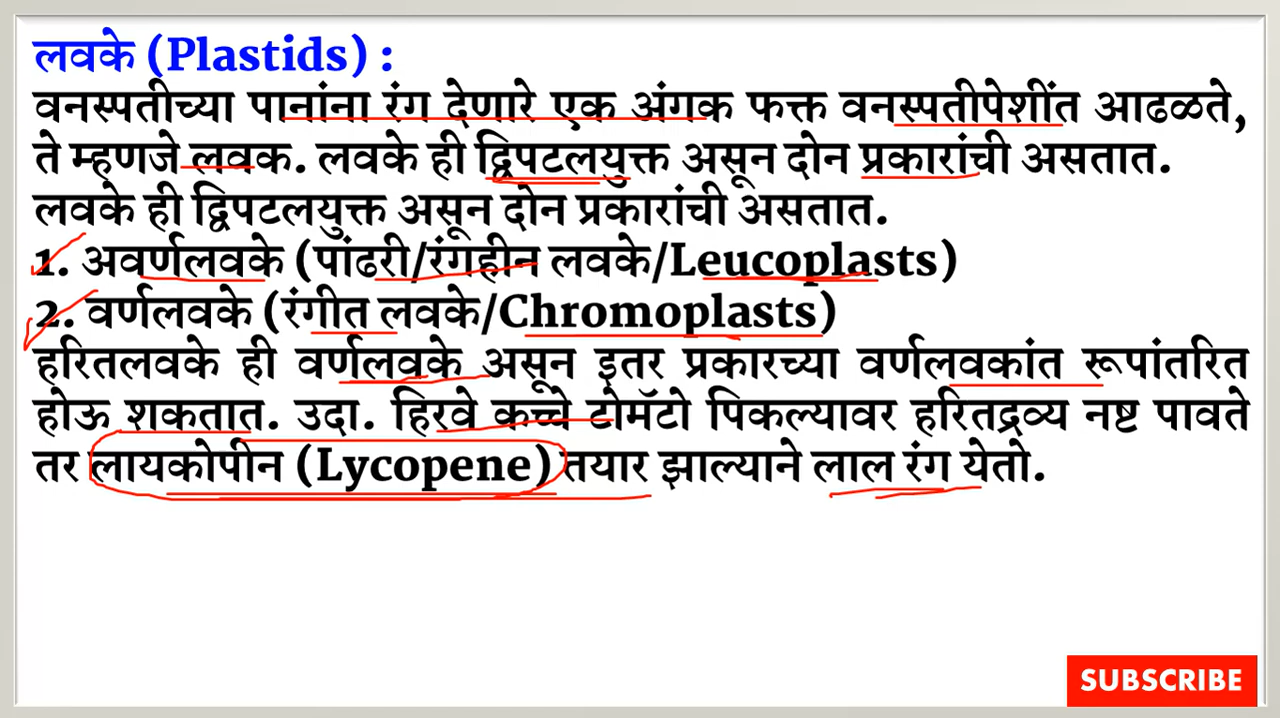 लवके (Plastids) :
वनस्पतीच्या पानांना रंग देणारे एक अंगक फक्त वनस्पतीपेशींत आढळते,
ते म्हणजे लवक. लवके ही द्विपटलयुक्त असून दोन प्रकारांची असतात.
लवके ही द्विपटलयुक्त असून दोन प्रकारांची असतात.
1. अवर्णलवके (पांढरी/रंगहीन लवके/Leucoplasts)
2. वर्णलवके (रंगीत लवके/Chromoplasts)
हरितलवके ही वर्णलवके असून इतर प्रकारच्या वर्णलवकांत रूपांतरित
होऊ शकतात. उदा. हिरवे कच्चे टोमॅटो पिकल्यावर हरितद्रव्य नष्ट पावते
तर लायकोपीन (Lycopene) तयार झाल्याने लाल रंग येतो.
SUBSCRIBE